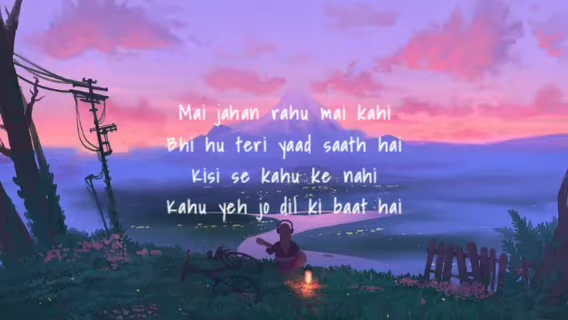 Mai jahan rahu mai kahi
Bhi hu teri yaad saath hai
Kisi se kahu ke nahi
Kahu yeh jo dil ki baat hai